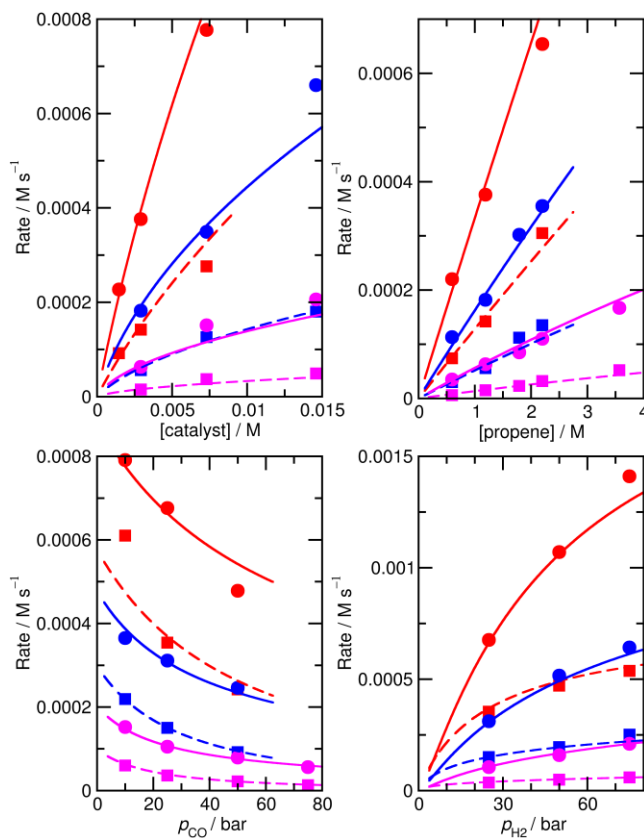 0.0008
0.0006
0.0004
0.0002
0
Rate / M s⁻¹
0 0.005 0.01 0.015
[catalyst] / M
0.0006
0.0004
0.0002
0
Rate / M s⁻¹
0 1 2 3 4
[propene] / M
0.0008
0.0006
0.0004
0.0002
0
Rate / M s⁻¹
0 20 40 60 80
pCO / bar
0.0015
0.001
0.0005
0
Rate / M s⁻¹
0 30 60
pH2 / bar